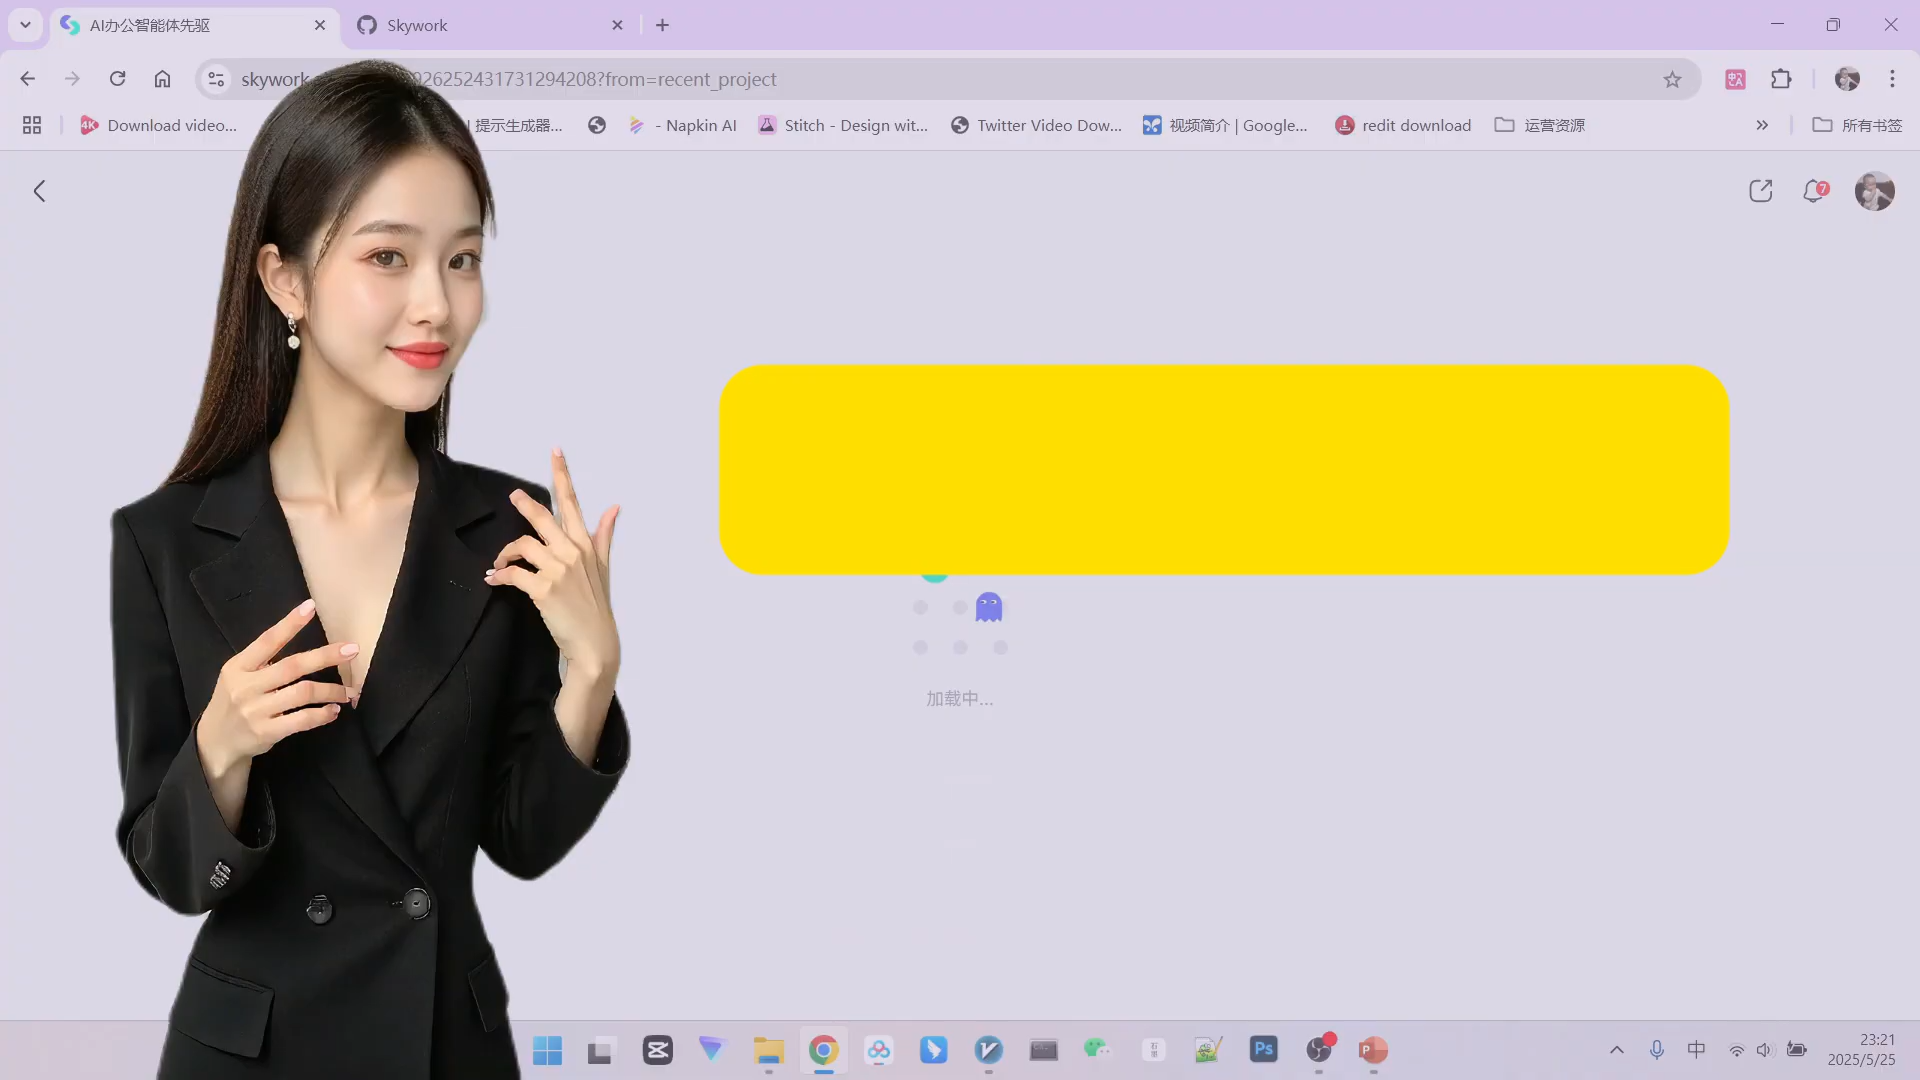 AI办公智能体先驱
Skywork
skywork
926252431731294208?from=recent_project
Download video...
提示生成器...
- Napkin AI
Stitch - Design wit...
Twitter Video Dow...
视频简介 | Google...
redit download
运营资源
所有书签
7
加载中...
Ps
中
23:21
2025/5/25